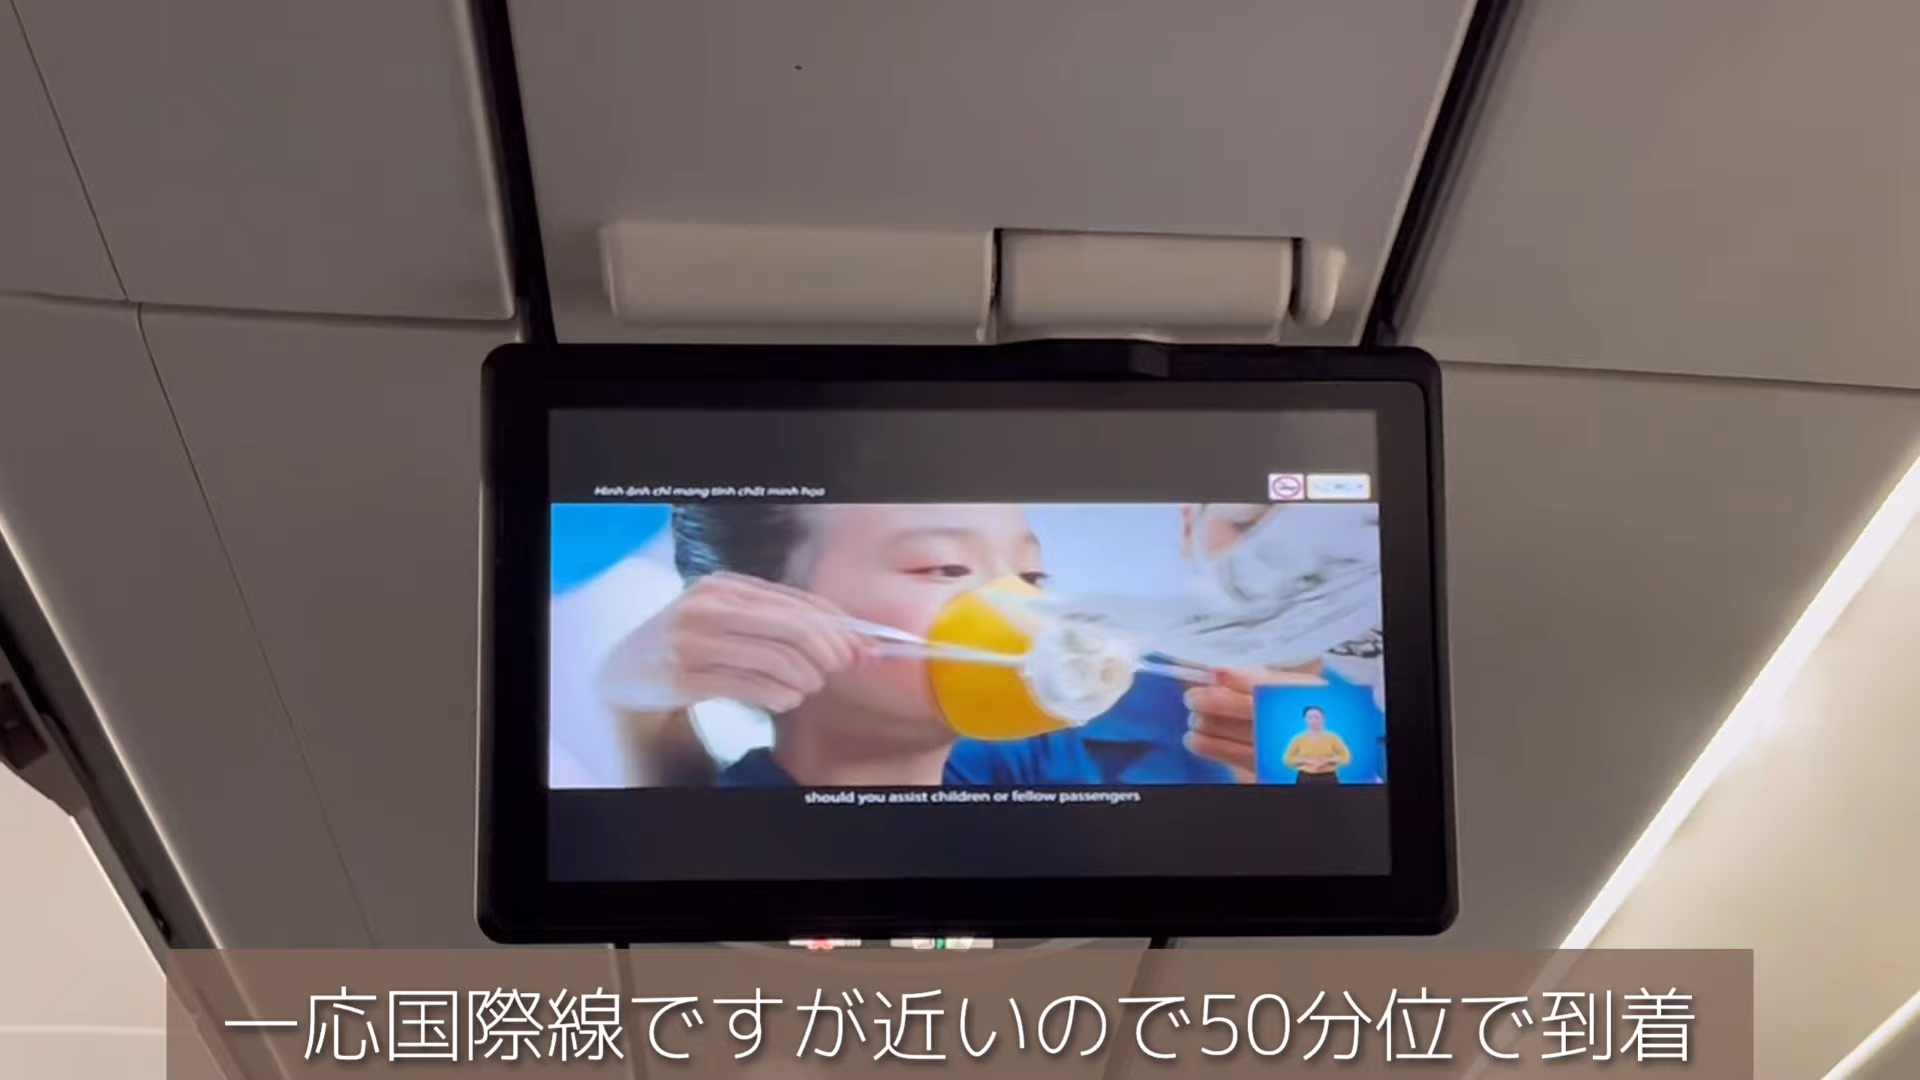 Hình ảnh chỉ mang tính chất minh họa
should you assist children or fellow passengers
一応国際線ですが近いので50分位で到着